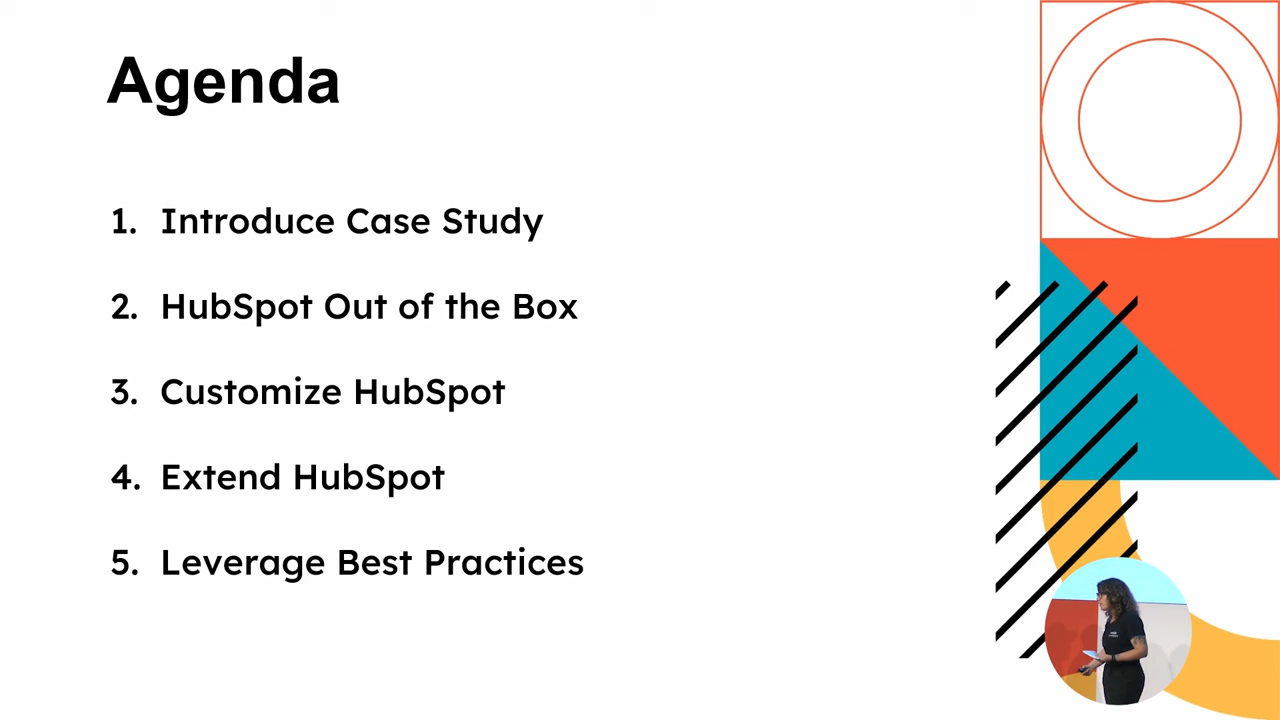 Agenda
1. Introduce Case Study
2. HubSpot Out of the Box
3. Customize HubSpot
4. Extend HubSpot
5. Leverage Best Practices